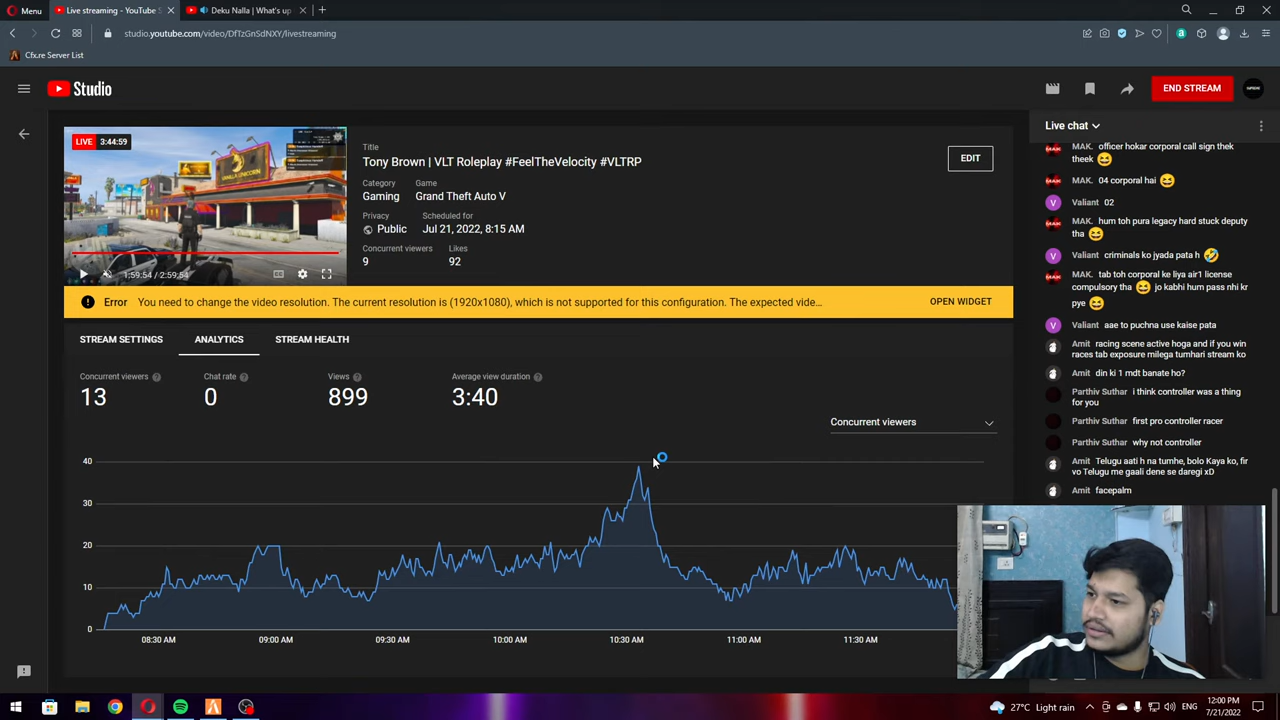 Menu
Live streaming - YouTube S
Deku Nalla | What's up
studio.youtube.com/video/DfTzGnSdNXY/livestreaming
Cfx.re Server List
Studio
END STREAM
LIVE 3:44:59
1:59:54 / 2:59:54
Title
Tony Brown | VLT Roleplay #FeelTheVelocity #VLTRP
Category Game
Gaming Grand Theft Auto V
Privacy Scheduled for
Public Jul 21, 2022, 8:15 AM
Concurrent viewers Likes
9 92
EDIT
Error You need to change the video resolution. The current resolution is (1920x1080), which is not supported for this configuration. The expected vide... OPEN WIDGET
STREAM SETTINGS ANALYTICS STREAM HEALTH
Concurrent viewers Chat rate Views Average view duration
13 0 899 3:40
Concurrent viewers
40
30
20
10
0
08:30 AM 09:00 AM 09:30 AM 10:00 AM 10:30 AM 11:00 AM 11:30 AM
Live chat
MAK. officer hokar corporal call sign thek
theek
MAK. 04 corporal hai
Valiant 02
MAK. hum toh pura legacy hard stuck deputy
tha
Valiant criminals ko jyada pata h
MAK. tab toh corporal ke liya air1 license
compulsory tha jo kabhi hum pass nhi kr
pye
Valiant aae to puchna use kaise pata
Amit racing scene active hoga and if you win
races tab exposure milega tumhari stream ko
Amit din ki 1 mdt banate ho?
Parthiv Suthar i think controller was a thing
for you
Parthiv Suthar first pro controller racer
Parthiv Suthar why not controller
Amit Telugu aati h na tumhe, bolo Kaya ko, fir
vo Telugu me gaali dene se daregi xD
Amit facepalm
27°C Light rain
ENG
12:00 PM
7/21/2022